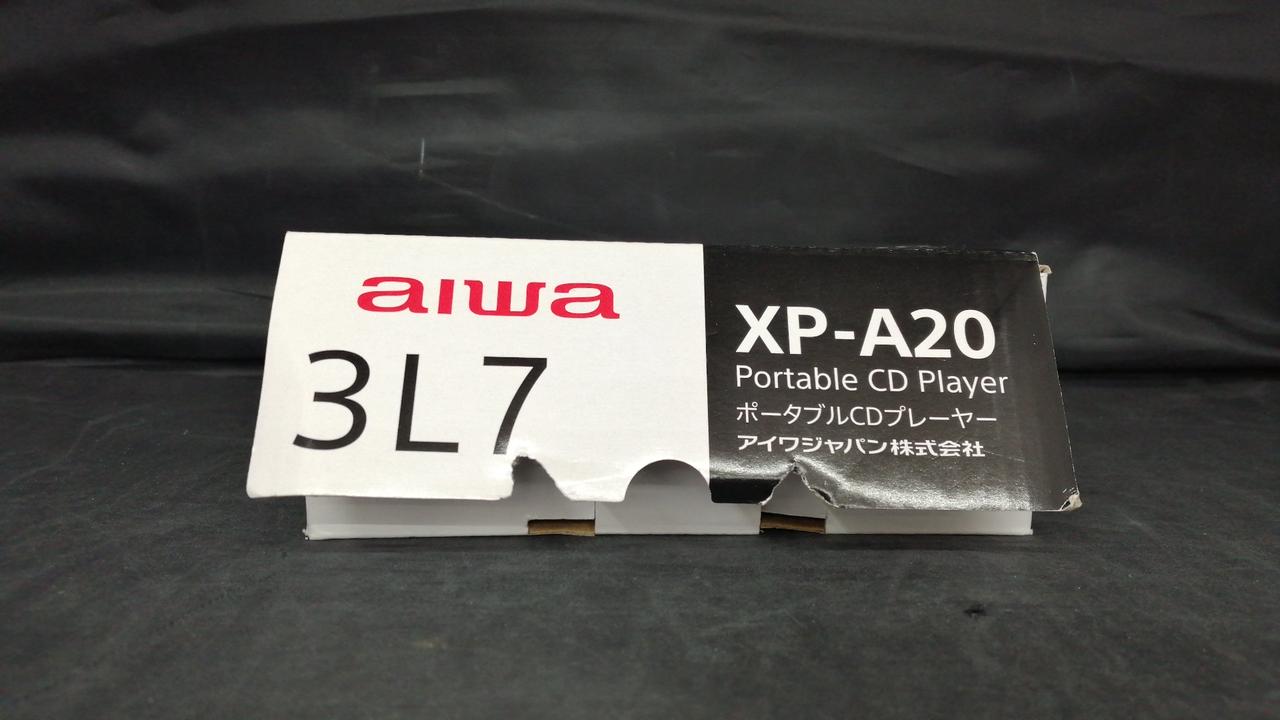 aiwa
3L7
XP-A20
Portable CD Player
ポータブルCDプレーヤー
アイワジャパン株式会社